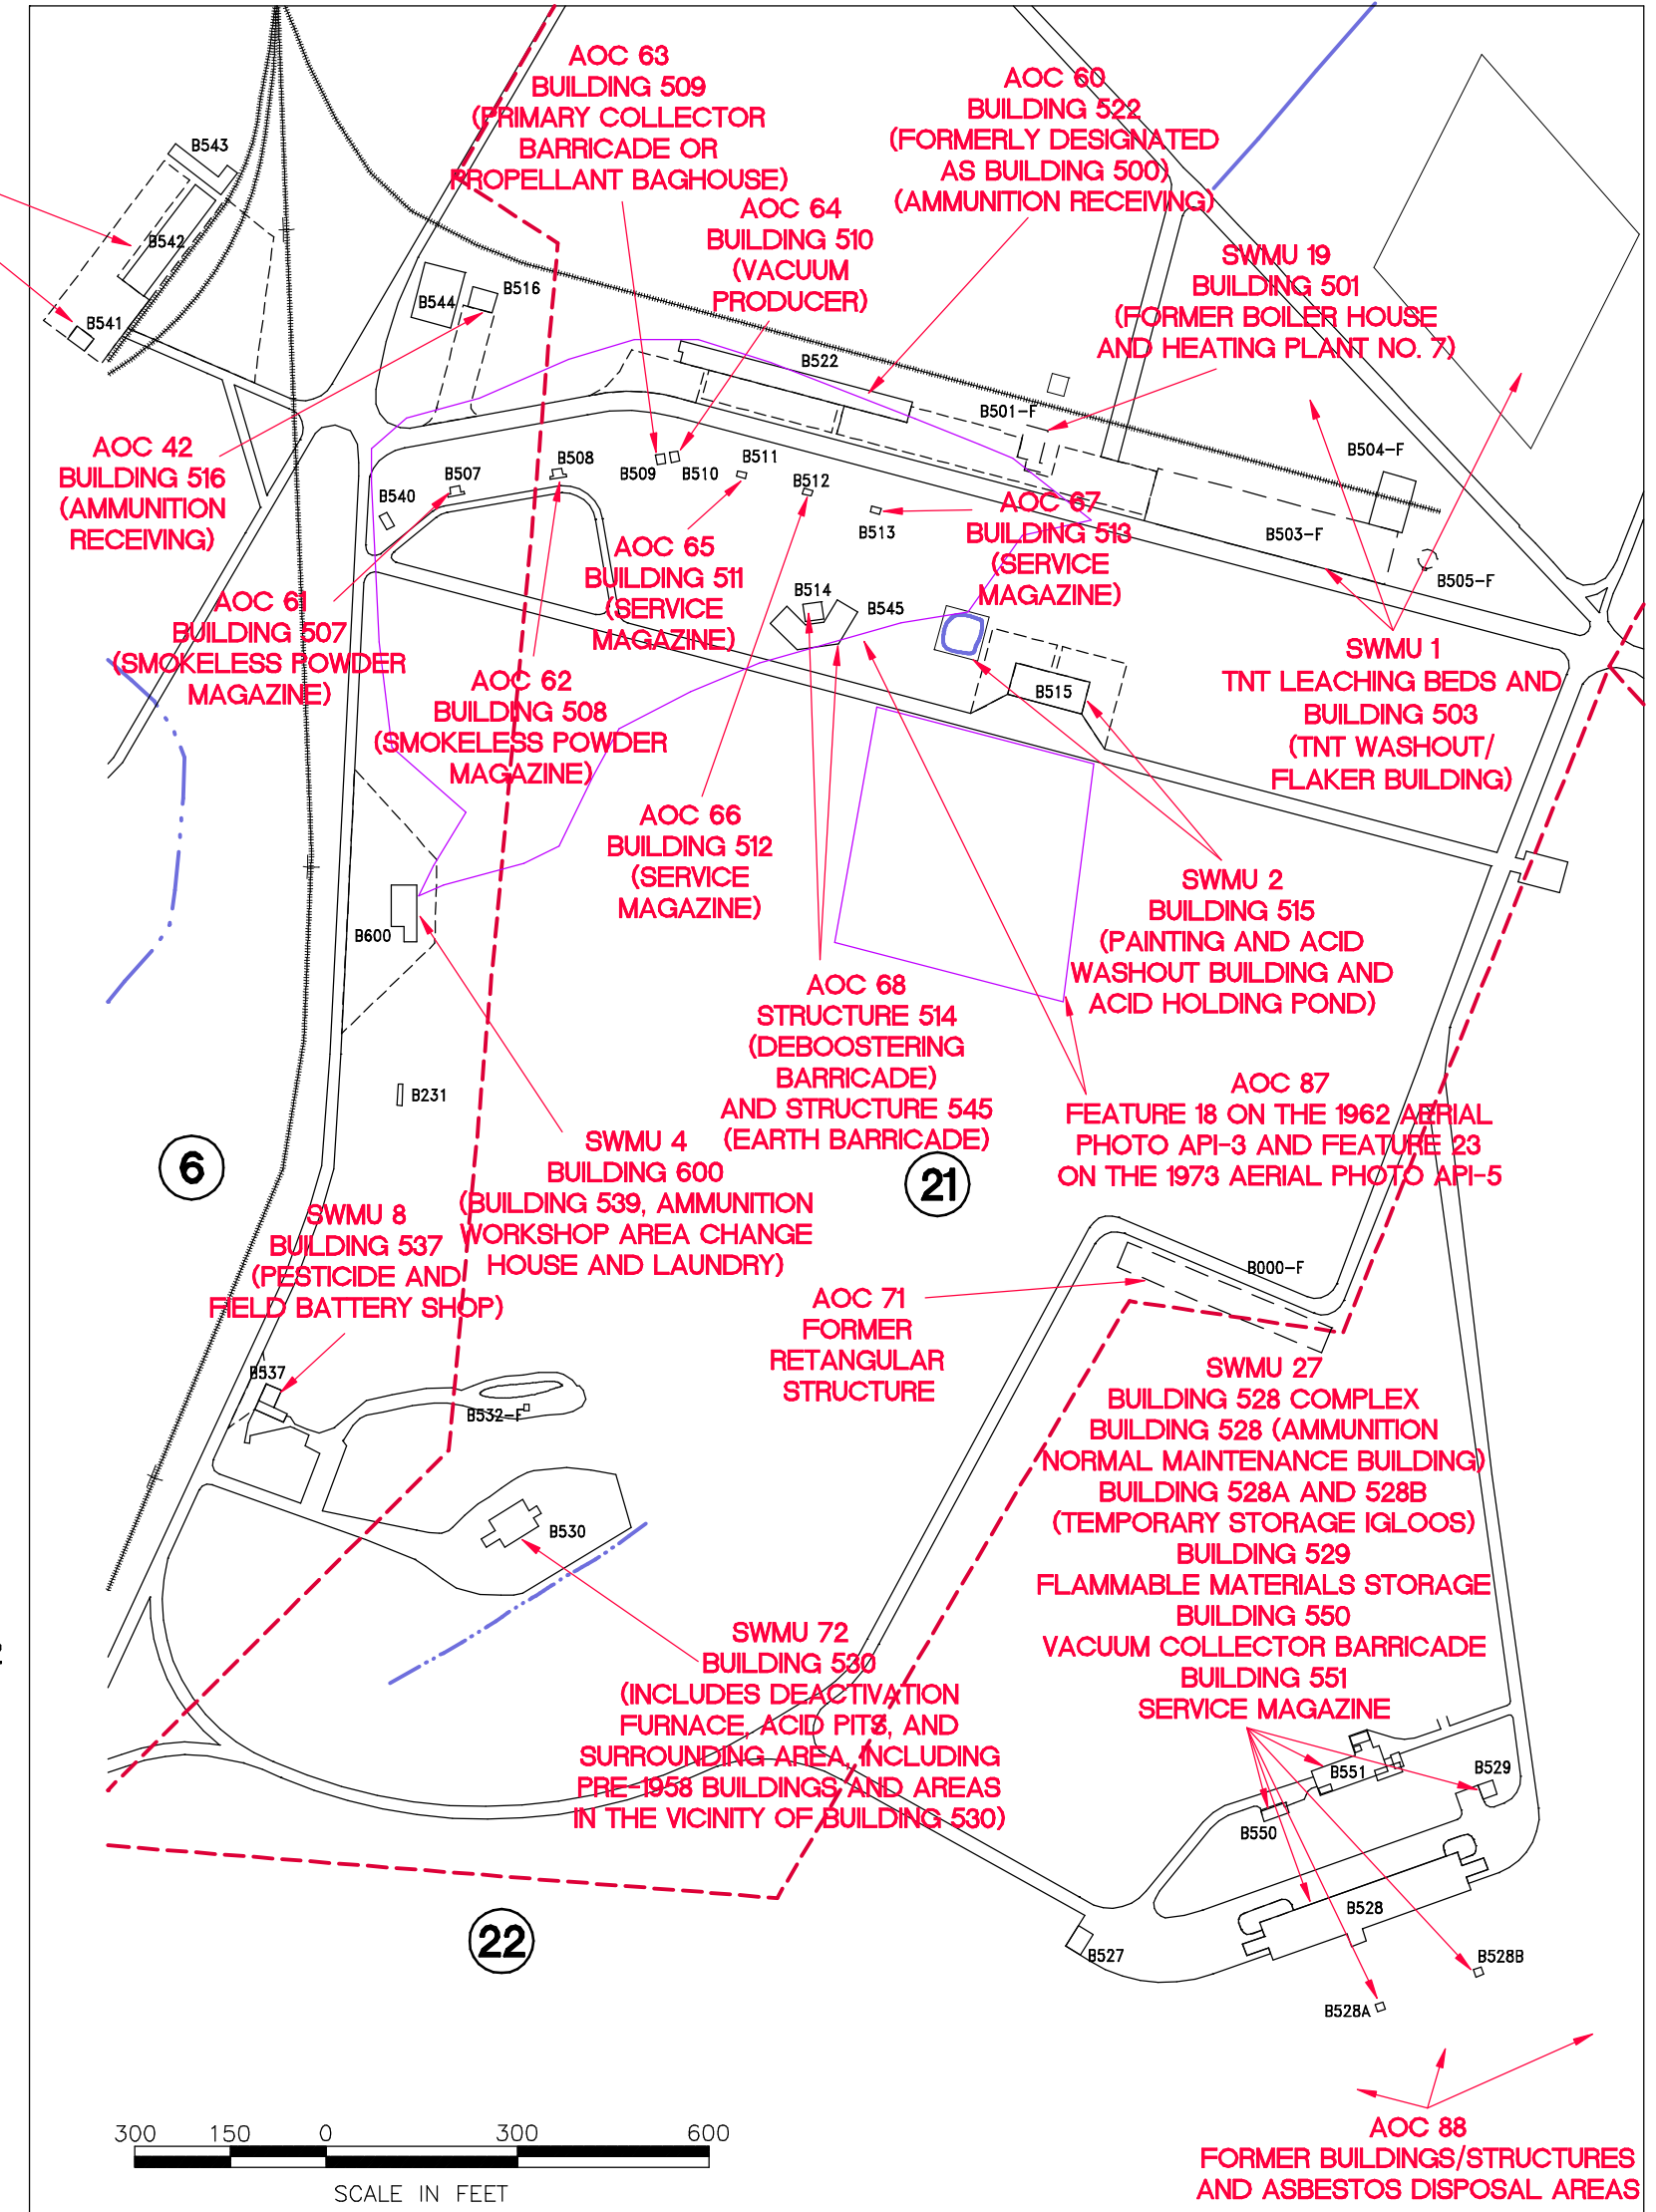 AOC 63
BUILDING 509
(PRIMARY COLLECTOR
BARRICADE OR
PROPELLANT BAGHOUSE)
AOC 60
BUILDING 522
(FORMERLY DESIGNATED
AS BUILDING 500)
(AMMUNITION RECEIVING)
AOC 64
BUILDING 510
(VACUUM
PRODUCER)
SWMU 19
BUILDING 501
(FORMER BOILER HOUSE
AND HEATING PLANT NO. 7)
B543
B542
B541
B544
B516
B522
B501-F
B504-F
AOC 42
BUILDING 516
(AMMUNITION
RECEIVING)
B507
B508
B509
B510
B511
B512
B540
B513
B503-F
B505-F
AOC 67
BUILDING 513
(SERVICE
MAGAZINE)
AOC 65
BUILDING 511
(SERVICE
MAGAZINE)
B514
B545
B515
AOC 61
BUILDING 507
(SMOKELESS POWDER
MAGAZINE)
AOC 62
BUILDING 508
(SMOKELESS POWDER
MAGAZINE)
SWMU 1
TNT LEACHING BEDS AND
BUILDING 503
(TNT WASHOUT/
FLAKER BUILDING)
AOC 66
BUILDING 512
(SERVICE
MAGAZINE)
SWMU 2
BUILDING 515
(PAINTING AND ACID
WASHOUT BUILDING AND
ACID HOLDING POND)
B600
AOC 68
STRUCTURE 514
(DEBOOSTERING
BARRICADE)
AND STRUCTURE 545
(EARTH BARRICADE)
B231
AOC 87
FEATURE 18 ON THE 1962 AERIAL
PHOTO API-3 AND FEATURE 23
ON THE 1973 AERIAL PHOTO API-5
6
SWMU 4
BUILDING 600
(BUILDING 539, AMMUNITION
WORKSHOP AREA CHANGE
HOUSE AND LAUNDRY)
21
SWMU 8
BUILDING 537
(PESTICIDE AND
FIELD BATTERY SHOP)
B000-F
AOC 71
FORMER
RETANGULAR
STRUCTURE
B537
B532-F
B530
SWMU 27
BUILDING 528 COMPLEX
BUILDING 528 (AMMUNITION
NORMAL MAINTENANCE BUILDING)
BUILDING 528A AND 528B
(TEMPORARY STORAGE IGLOOS)
BUILDING 529
FLAMMABLE MATERIALS STORAGE
BUILDING 550
VACUUM COLLECTOR BARRICADE
BUILDING 551
SERVICE MAGAZINE
SWMU 72
BUILDING 530
(INCLUDES DEACTIVATION
FURNACE, ACID PITS, AND
SURROUNDING AREA, INCLUDING
PRE-1958 BUILDINGS AND AREAS
IN THE VICINITY OF BUILDING 530)
B551
B529
B550
B528
B527
B528B
B528A
22
AOC 88
FORMER BUILDINGS/STRUCTURES
AND ASBESTOS DISPOSAL AREAS
300 150 0 300 600
SCALE IN FEET